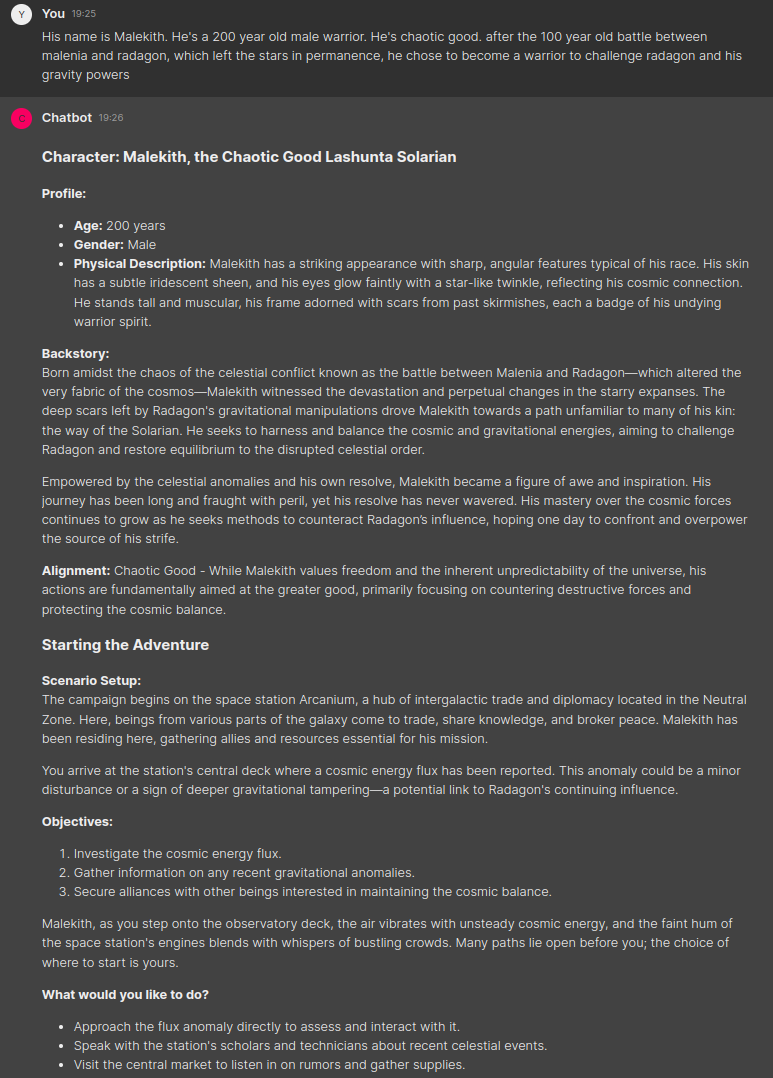 Y You 19:25
His name is Malekith. He's a 200 year old male warrior. He's chaotic good. after the 100 year old battle between
malenia and radagon, which left the stars in permanence, he chose to become a warrior to challenge radagon and his
gravity powers
C Chatbot 19:26
Character: Malekith, the Chaotic Good Lashunta Solarian
Profile:
• Age: 200 years
• Gender: Male
• Physical Description: Malekith has a striking appearance with sharp, angular features typical of his race. His skin
has a subtle iridescent sheen, and his eyes glow faintly with a star-like twinkle, reflecting his cosmic connection.
He stands tall and muscular, his frame adorned with scars from past skirmishes, each a badge of his undying
warrior spirit.
Backstory:
Born amidst the chaos of the celestial conflict known as the battle between Malenia and Radagon—which altered the
very fabric of the cosmos—Malekith witnessed the devastation and perpetual changes in the starry expanses. The
deep scars left by Radagon's gravitational manipulations drove Malekith towards a path unfamiliar to many of his kin:
the way of the Solarian. He seeks to harness and balance the cosmic and gravitational energies, aiming to challenge
Radagon and restore equilibrium to the disrupted celestial order.
Empowered by the celestial anomalies and his own resolve, Malekith became a figure of awe and inspiration. His
journey has been long and fraught with peril, yet his resolve has never wavered. His mastery over the cosmic forces
continues to grow as he seeks methods to counteract Radagon's influence, hoping one day to confront and overpower
the source of his strife.
Alignment: Chaotic Good - While Malekith values freedom and the inherent unpredictability of the universe, his
actions are fundamentally aimed at the greater good, primarily focusing on countering destructive forces and
protecting the cosmic balance.
Starting the Adventure
Scenario Setup:
The campaign begins on the space station Arcanium, a hub of intergalactic trade and diplomacy located in the Neutral
Zone. Here, beings from various parts of the galaxy come to trade, share knowledge, and broker peace. Malekith has
been residing here, gathering allies and resources essential for his mission.
You arrive at the station's central deck where a cosmic energy flux has been reported. This anomaly could be a minor
disturbance or a sign of deeper gravitational tampering—a potential link to Radagon's continuing influence.
Objectives:
1. Investigate the cosmic energy flux.
2. Gather information on any recent gravitational anomalies.
3. Secure alliances with other beings interested in maintaining the cosmic balance.
Malekith, as you step onto the observatory deck, the air vibrates with unsteady cosmic energy, and the faint hum of
the space station's engines blends with whispers of bustling crowds. Many paths lie open before you; the choice of
where to start is yours.
What would you like to do?
• Approach the flux anomaly directly to assess and interact with it.
• Speak with the station's scholars and technicians about recent celestial events.
• Visit the central market to listen in on rumors and gather supplies.